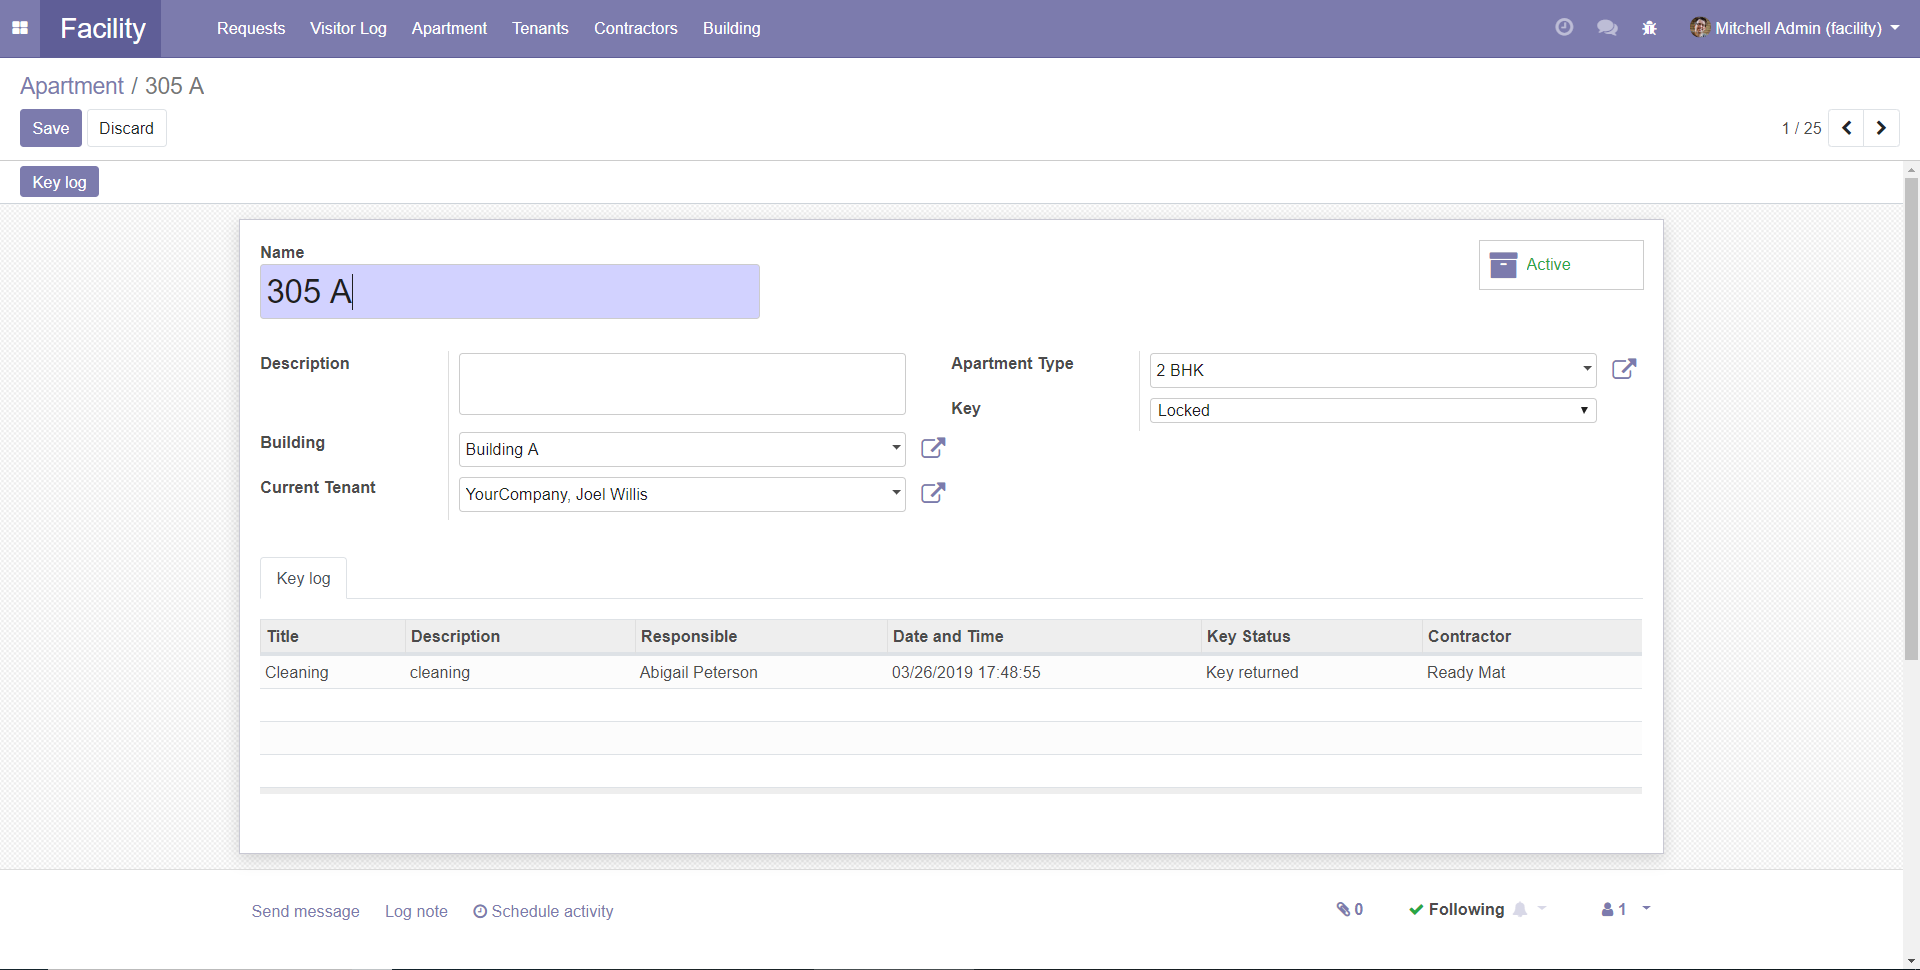 Facility Requests Visitor Log Apartment Tenants Contractors Building Mitchell Admin (facility)
Apartment / 305 A
Save Discard 1 / 25
Key log
Name
305 A
Active
Description
Apartment Type 2 BHK
Key Locked
Building Building A
Current Tenant YourCompany, Joel Willis
Key log
Title Description Responsible Date and Time Key Status Contractor
Cleaning cleaning Abigail Peterson 03/26/2019 17:48:55 Key returned Ready Mat
Send message Log note Schedule activity 0 Following 1